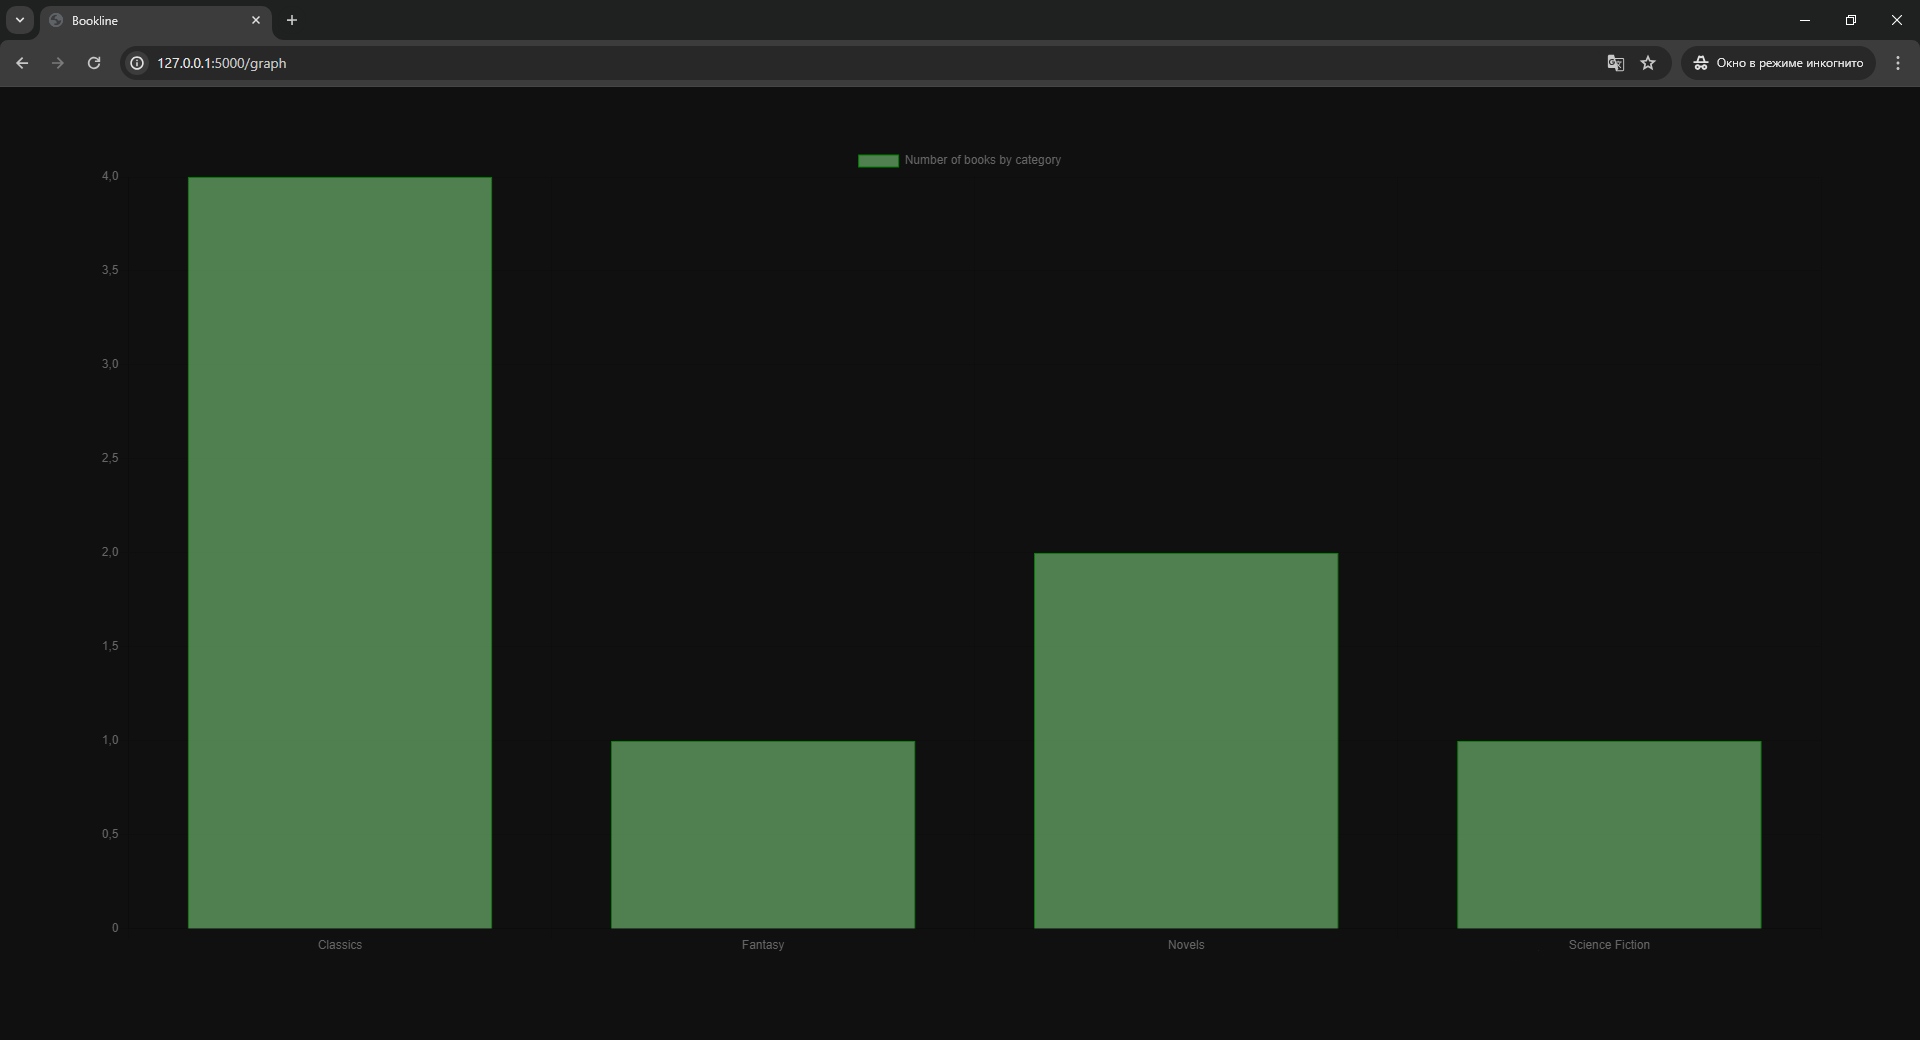 Bookline
127.0.0.1:5000/graph
Окно в режиме инкогнито
Number of books by category
4,0
3,5
3,0
2,5
2,0
1,5
1,0
0,5
0
Classics
Fantasy
Novels
Science Fiction